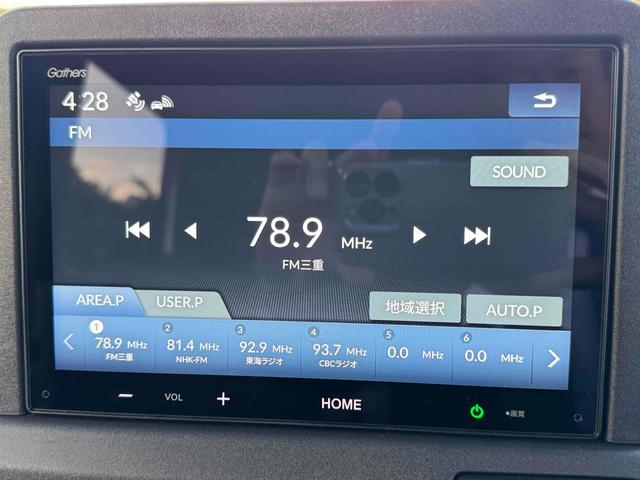 Gathers
4:28
FM
SOUND
78.9 MHz
FM三重
AREA.P USER.P 地域選択 AUTO.P
1 2 3 4 5 6
78.9 MHz 81.4 MHz 92.9 MHz 93.7 MHz 0.0 MHz 0.0 MHz
FM三重 NHK-FM 東海ラジオ CBCラジオ
VOL HOME 画質